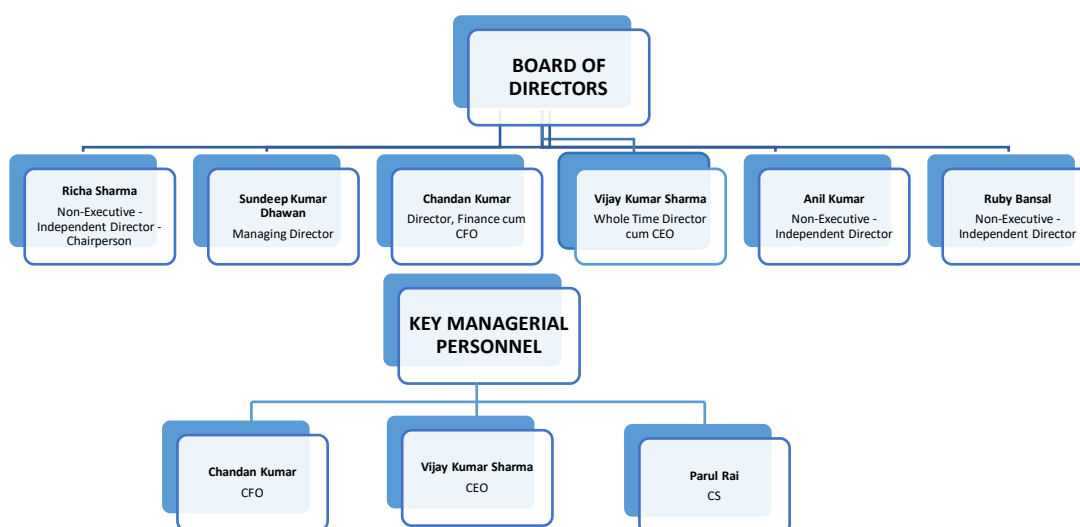 BOARD OF
DIRECTORS
Richa Sharma
Non-Executive -
Independent Director -
Chairperson
Sundeep Kumar
Dhawan
Managing Director
Chandan Kumar
Director, Finance cum
CFO
Vijay Kumar Sharma
Whole Time Director
cum CEO
Anil Kumar
Non-Executive -
Independent Director
Ruby Bansal
Non-Executive -
Independent Director
KEY MANAGERIAL
PERSONNEL
Chandan Kumar
CFO
Vijay Kumar Sharma
CEO
Parul Rai
CS